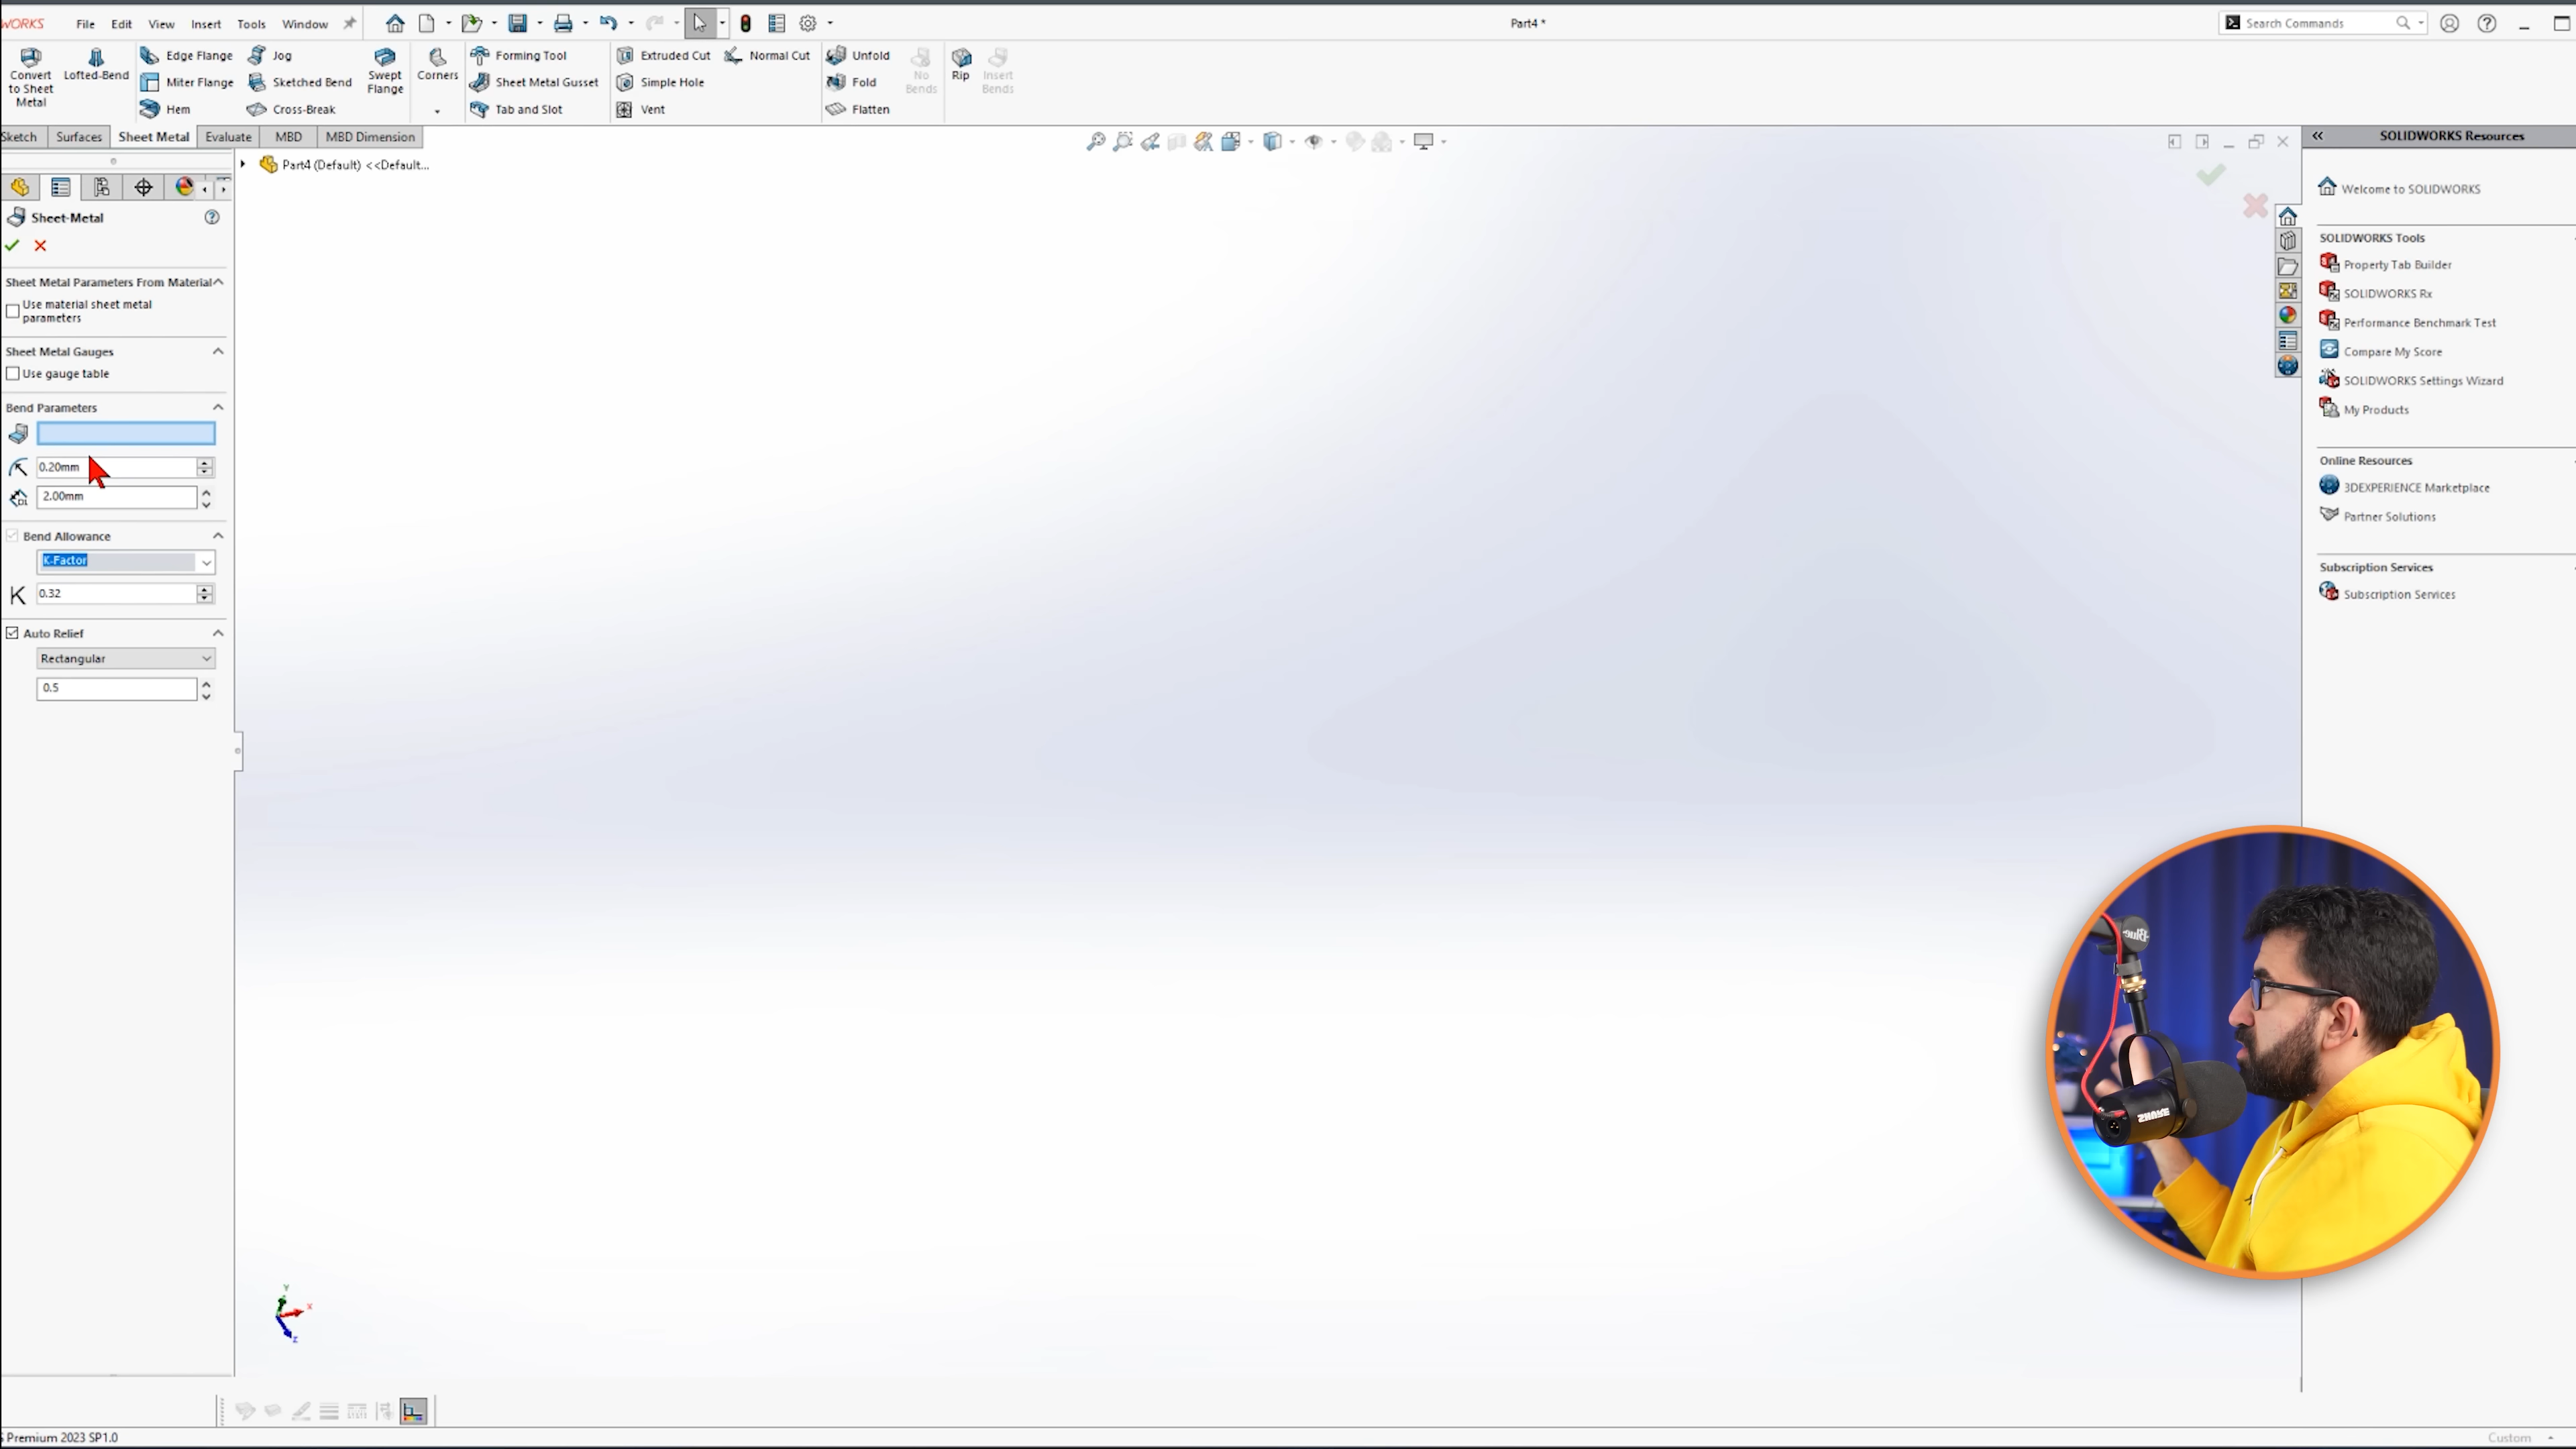 WORKS File Edit View Insert Tools Window
Part4 *
Search Commands
Convert to Sheet Metal
Lofted-Bend
Edge Flange
Miter Flange
Hem
Jog
Sketched Bend
Cross-Break
Swept Flange
Corners
Forming Tool
Sheet Metal Gusset
Tab and Slot
Extruded Cut
Simple Hole
Vent
Normal Cut
Unfold
Fold
Flatten
No Bends
Rip
Insert Bends
Sketch Surfaces Sheet Metal Evaluate MBD MBD Dimension
Part4 (Default) <<Default...
Sheet-Metal
Sheet Metal Parameters From Material
Use material sheet metal
parameters
Sheet Metal Gauges
Use gauge table
Bend Parameters
0.20mm
2.00mm
Bend Allowance
K-Factor
K 0.32
Auto Relief
Rectangular
0.5
Y
X
Z
SOLIDWORKS Resources
Welcome to SOLIDWORKS
SOLIDWORKS Tools
Property Tab Builder
SOLIDWORKS Rx
Performance Benchmark Test
Compare My Score
SOLIDWORKS Settings Wizard
My Products
Online Resources
3DEXPERIENCE Marketplace
Partner Solutions
Subscription Services
Subscription Services
Blue
SHURE
S Premium 2023 SP1.0
Custom